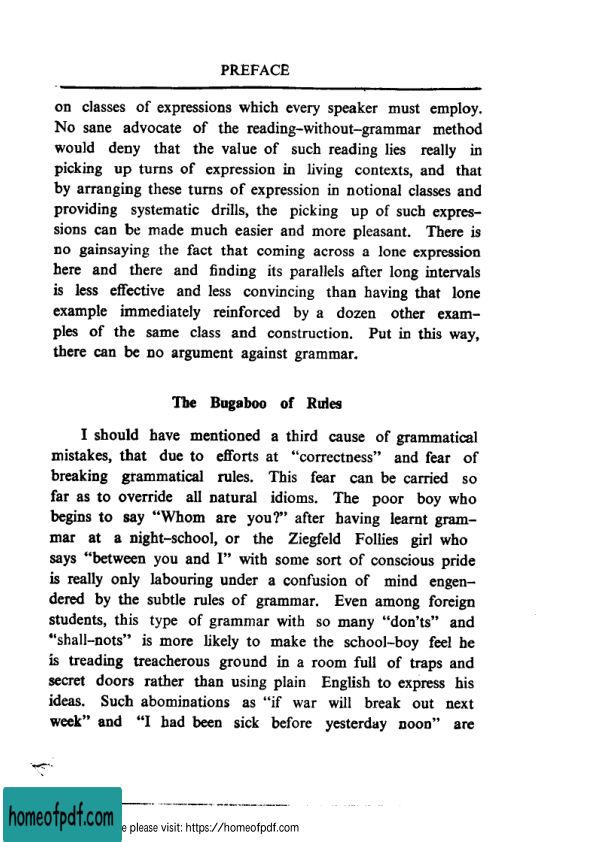 PREFACE
on classes of expressions which every speaker must employ.
No sane advocate of the reading-without-grammar method
would deny that the value of such reading lies really in
picking up turns of expression in living contexts, and that
by arranging these turns of expression in notional classes and
providing systematic drills, the picking up of such expres-
sions can be made much easier and more pleasant. There is
no gainsaying the fact that coming across a lone expression
here and there and finding its parallels after long intervals
is less effective and less convincing than having that lone
example immediately reinforced by a dozen other exam-
ples of the same class and construction. Put in this way,
there can be no argument against grammar.
The Bugaboo of Rules
I should have mentioned a third cause of grammatical
mistakes, that due to efforts at “correctness” and fear of
breaking grammatical rules. This fear can be carried so
far as to override all natural idioms. The poor boy who
begins to say “Whom are you?” after having learnt gram-
mar at a night-school, or the Ziegfeld Follies girl who
says “between you and I” with some sort of conscious pride
is really only labouring under a confusion of mind engen-
dered by the subtle rules of grammar. Even among foreign
students, this type of grammar with so many “don'ts” and
“shall-nots” is more likely to make the school-boy feel he
is treading treacherous ground in a room full of traps and
secret doors rather than using plain English to express his
ideas. Such abominations as “if war will break out next
week” and “I had been sick before yesterday noon” are
homeofpdf.com
e please visit: https://homeofpdf.com